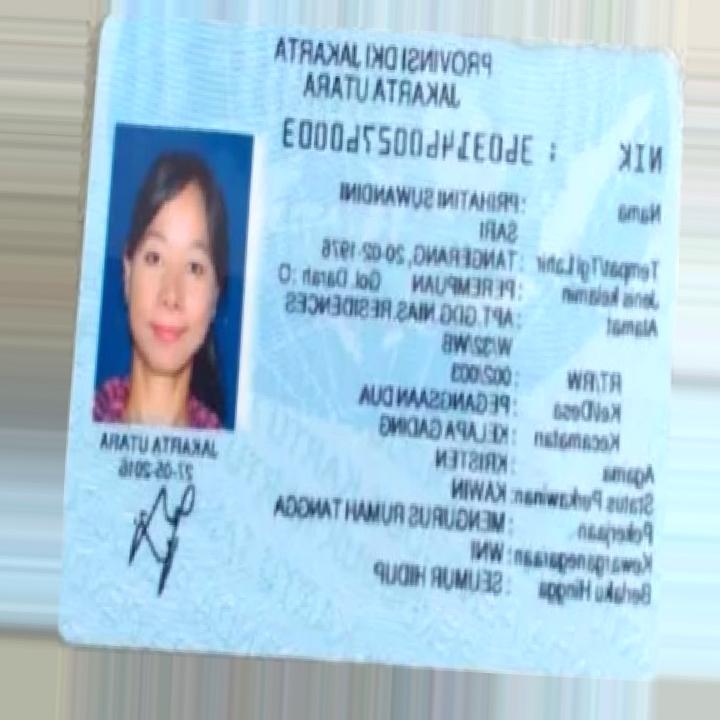 PROVINSI DKI JAKARTA
JAKARTA UTARA
NIK : 3603146002760003
Nama : PRIHATINI SUWANDINI
SARI
Tempat/Tgl Lahir : TANGERANG, 20-02-1976
Jenis kelamin : PEREMPUAN Gol. Darah : O
Alamat : APT.GDG NIAS RESIDENCES
W/32/WB
RT/RW : 002/003
Kel/Desa : PEGANGSAAN DUA
Kecamatan : KELAPA GADING
Agama : KRISTEN
Status Perkawinan: KAWIN
Pekerjaan : MENGURUS RUMAH TANGGA
Kewarganegaraan: WNI
Berlaku Hingga : SEUMUR HIDUP
JAKARTA UTARA
27-05-2016